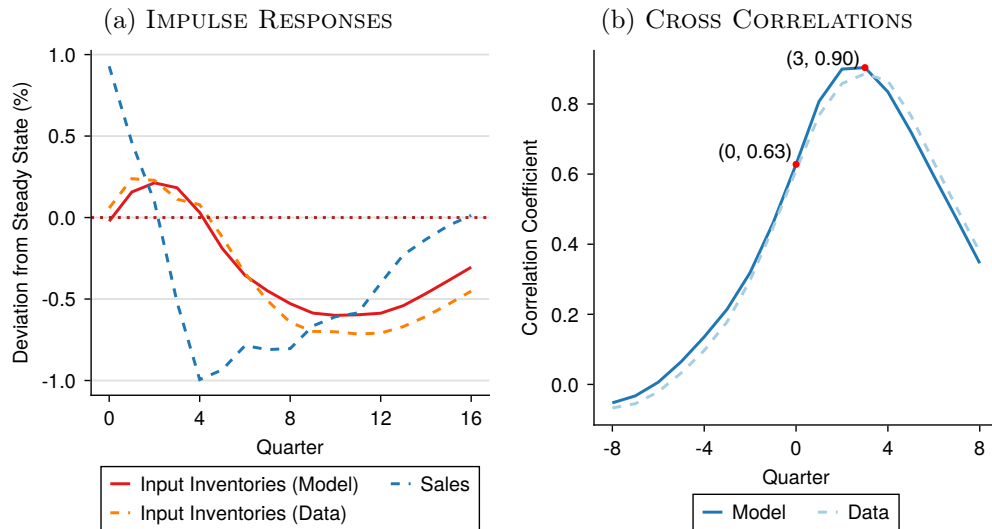 (a) IMPULSE RESPONSES
1.0
0.5
0.0
-0.5
-1.0
Deviation from Steady State (%)
0 4 8 12 16
Quarter
Input Inventories (Model) Sales
Input Inventories (Data)
(b) CROSS CORRELATIONS
(3, 0.90)
(0, 0.63)
0.8
0.6
0.4
0.2
0.0
Correlation Coefficient
-8 -4 0 4 8
Quarter
Model Data